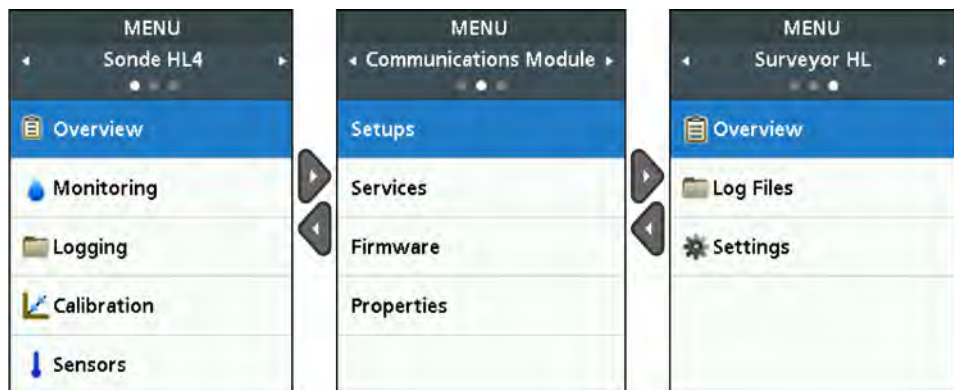 MENU
Sonde HL4
Overview
Monitoring
Logging
Calibration
Sensors
MENU
Communications Module
Setups
Services
Firmware
Properties
MENU
Surveyor HL
Overview
Log Files
Settings